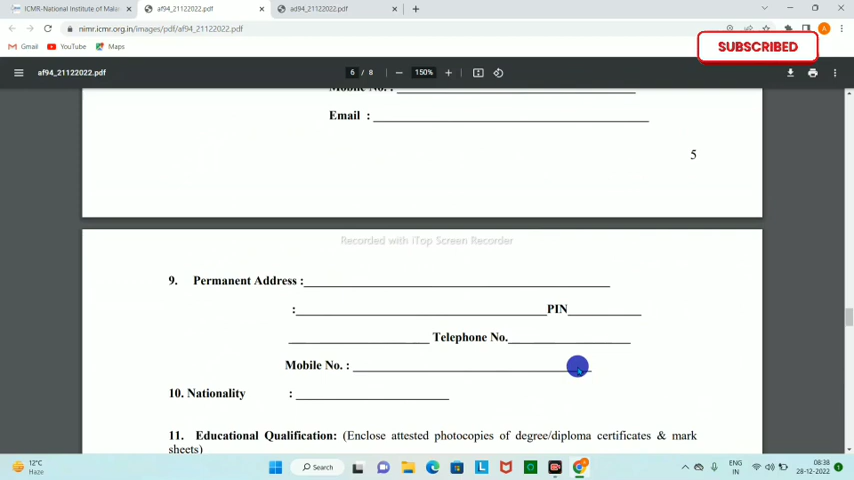 ICMR-National Institute of Malar
af94_21122022.pdf
ad94_21122022.pdf
nimr.icmr.org.in/images/pdf/af94_21122022.pdf
Gmail
YouTube
Maps
SUBSCRIBED
af94_21122022.pdf
6 / 8
150%
Mobile No. :
Email :
5
Recorded with iTop Screen Recorder
9. Permanent Address :
: PIN
Telephone No.
Mobile No. :
10. Nationality :
11. Educational Qualification: (Enclose attested photocopies of degree/diploma certificates & mark
sheets)
12°C
Haze
Search
ENG
IN
08:38
28-12-2022